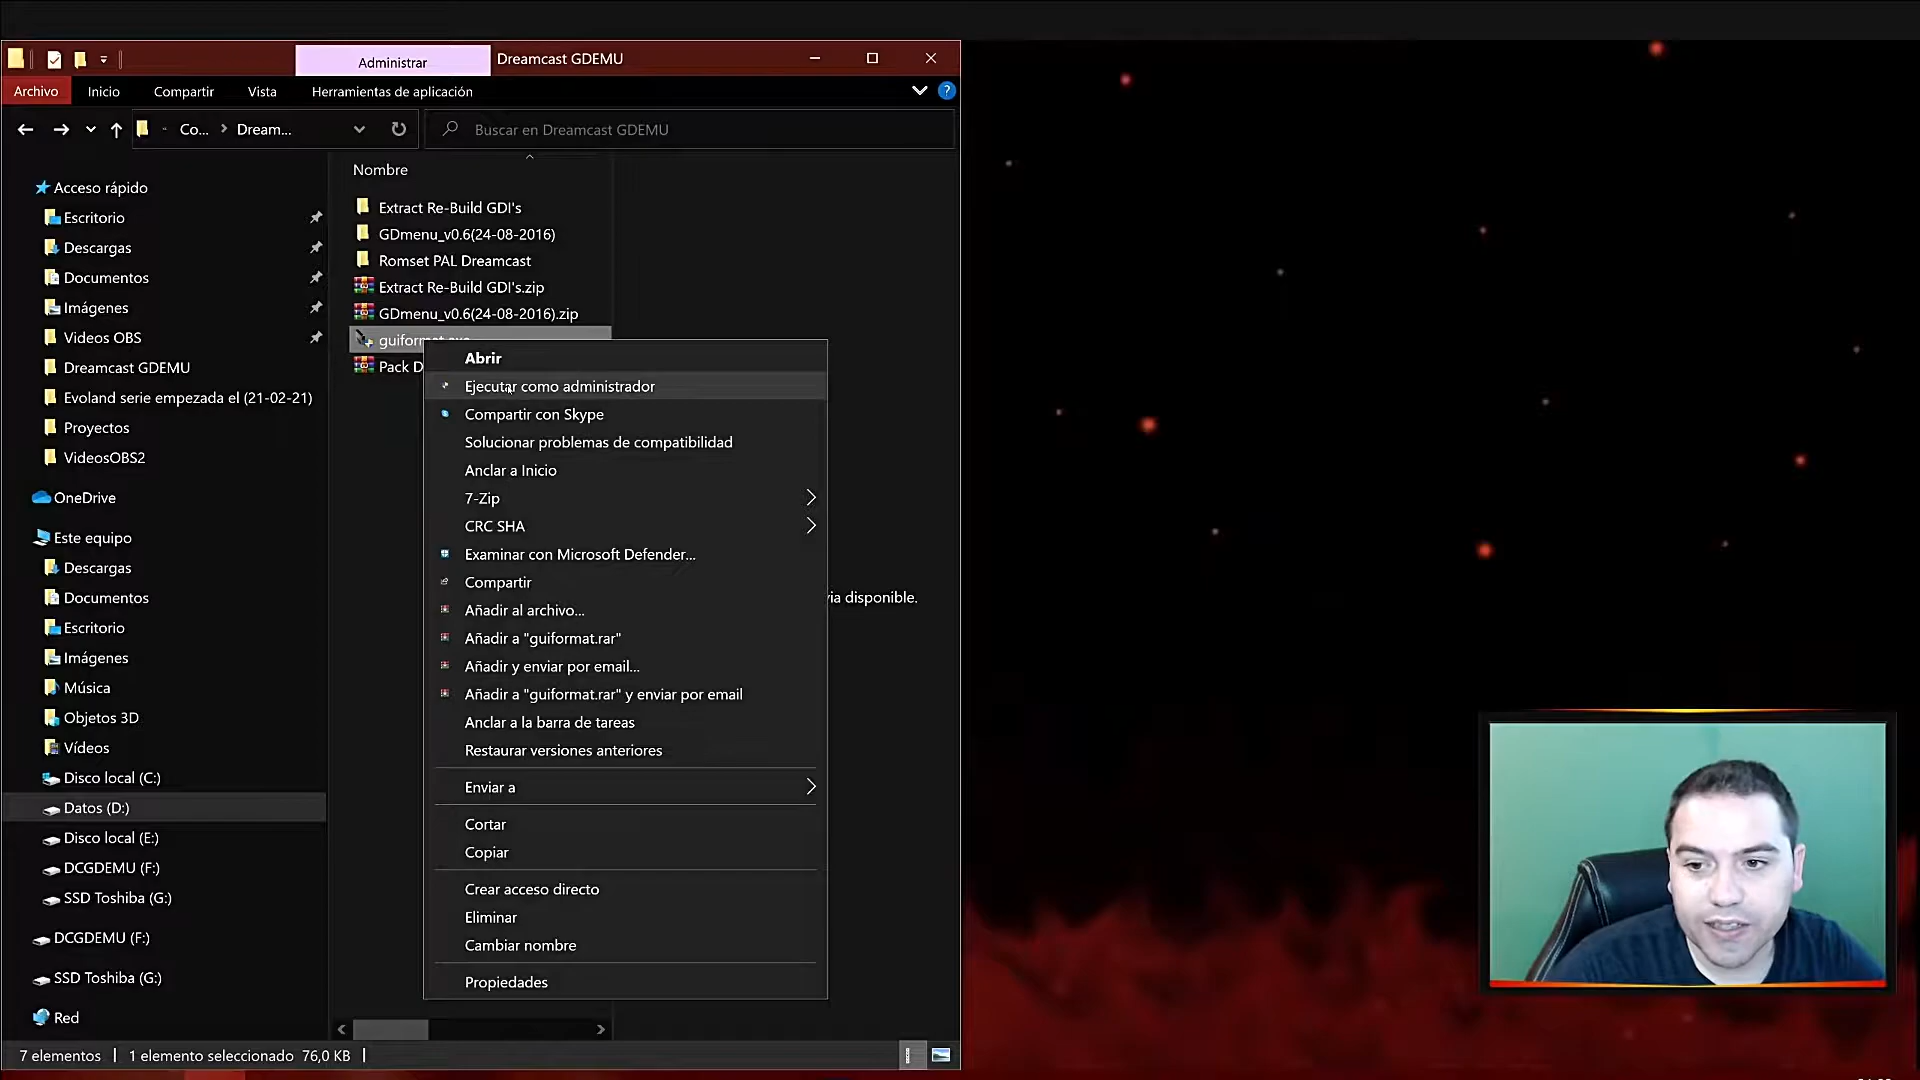 Administrar
Dreamcast GDEMU
Archivo
Inicio
Compartir
Vista
Herramientas de aplicación
?
Co...
Dream...
Buscar en Dreamcast GDEMU
Acceso rápido
Escritorio
Descargas
Documentos
Imágenes
Videos OBS
Dreamcast GDEMU
Evoland serie empezada el (21-02-21)
Proyectos
VideosOBS2
OneDrive
Este equipo
Descargas
Documentos
Escritorio
Imágenes
Música
Objetos 3D
Vídeos
Disco local (C:)
Datos (D:)
Disco local (E:)
DCGDEMU (F:)
SSD Toshiba (G:)
DCGDEMU (F:)
SSD Toshiba (G:)
Red
Nombre
Extract Re-Build GDI's
GDmenu_v0.6(24-08-2016)
Romset PAL Dreamcast
Extract Re-Build GDI's.zip
GDmenu_v0.6(24-08-2016).zip
guiformat.exe
Pack D
Abrir
Ejecutar como administrador
Compartir con Skype
Solucionar problemas de compatibilidad
Anclar a Inicio
7-Zip
CRC SHA
Examinar con Microsoft Defender...
Compartir
Añadir al archivo...
Añadir a "guiformat.rar"
Añadir y enviar por email...
Añadir a "guiformat.rar" y enviar por email
Anclar a la barra de tareas
Restaurar versiones anteriores
Enviar a
Cortar
Copiar
Crear acceso directo
Eliminar
Cambiar nombre
Propiedades
disponible.
7 elementos
1 elemento seleccionado 76,0 KB